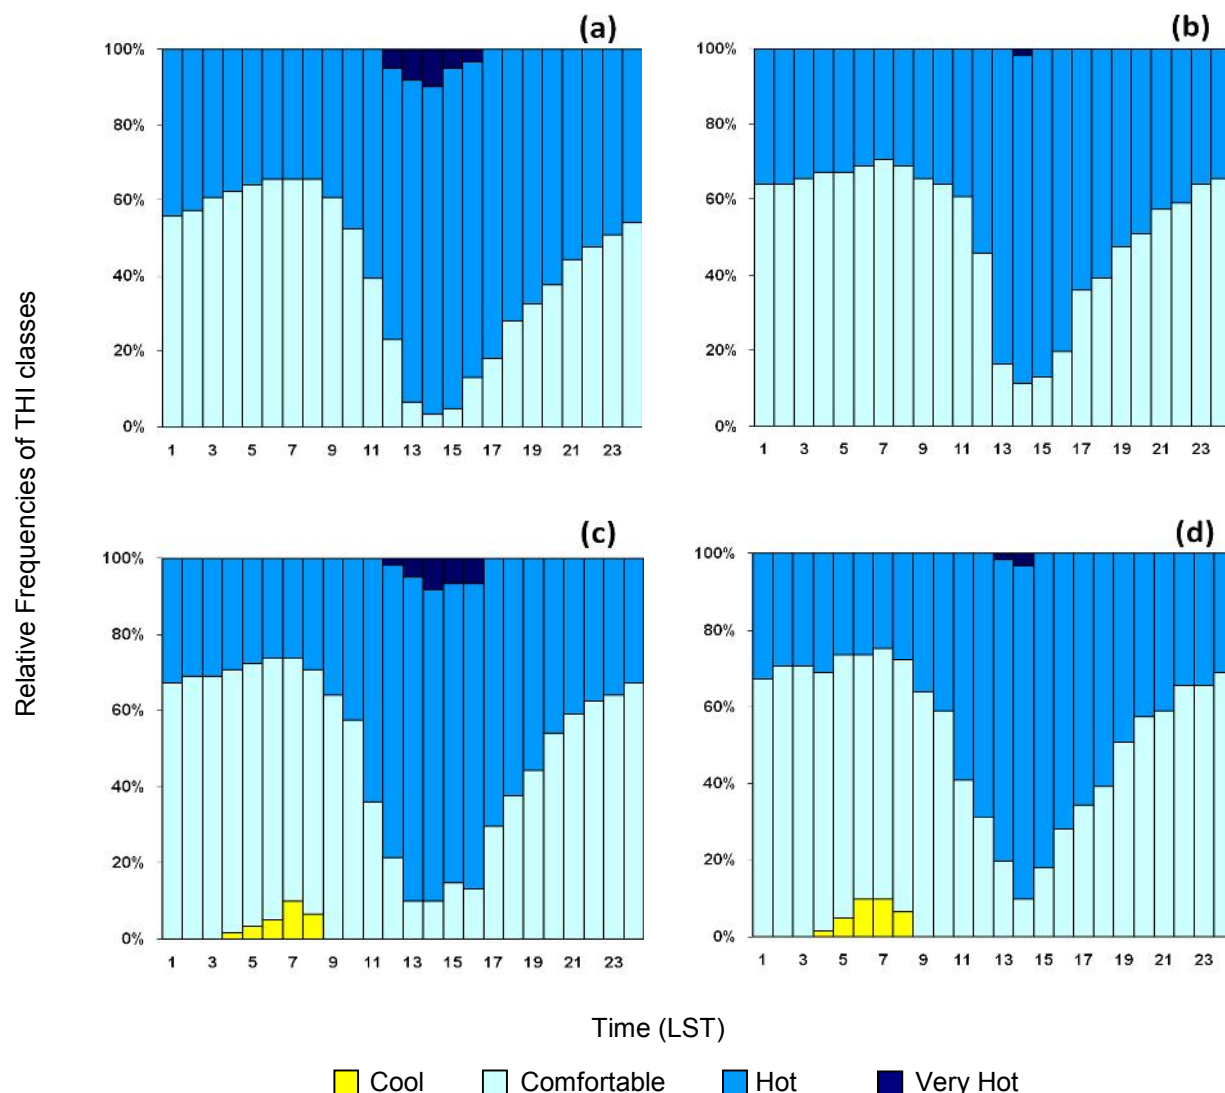 (a)
(b)
100%
80%
60%
40%
20%
0%
1 3 5 7 9 11 13 15 17 19 21 23
100%
80%
60%
40%
20%
0%
1 3 5 7 9 11 13 15 17 19 21 23
Relative Frequencies of THI classes
(c)
(d)
100%
80%
60%
40%
20%
0%
1 3 5 7 9 11 13 15 17 19 21 23
100%
80%
60%
40%
20%
0%
1 3 5 7 9 11 13 15 17 19 21 23
Time (LST)
Cool Comfortable Hot Very Hot